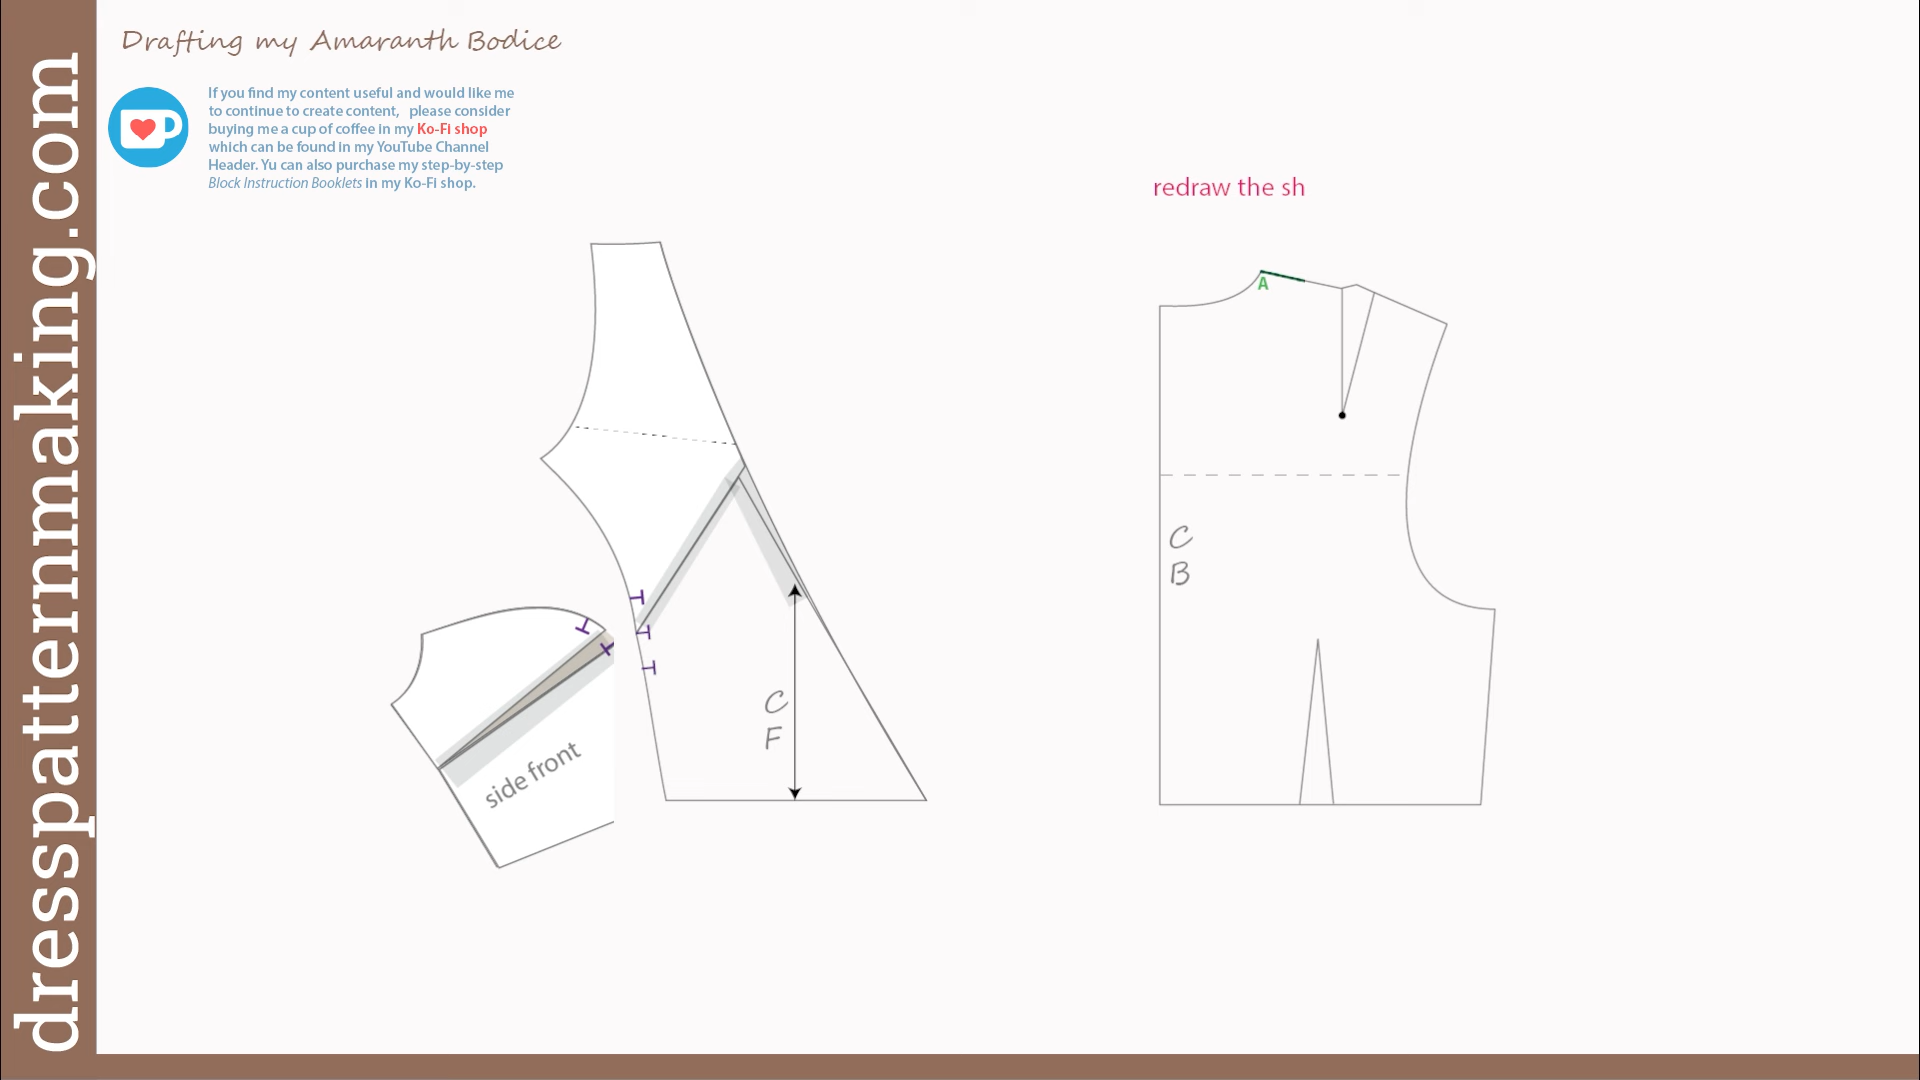 dresspatternmaking.com
Drafting my Amaranth Bodice
If you find my content useful and would like me
to continue to create content, please consider
buying me a cup of coffee in my Ko-Fi shop
which can be found in my YouTube Channel
Header. Yu can also purchase my step-by-step
Block Instruction Booklets in my Ko-Fi shop.
redraw the sh
A
C
B
C
F
side front